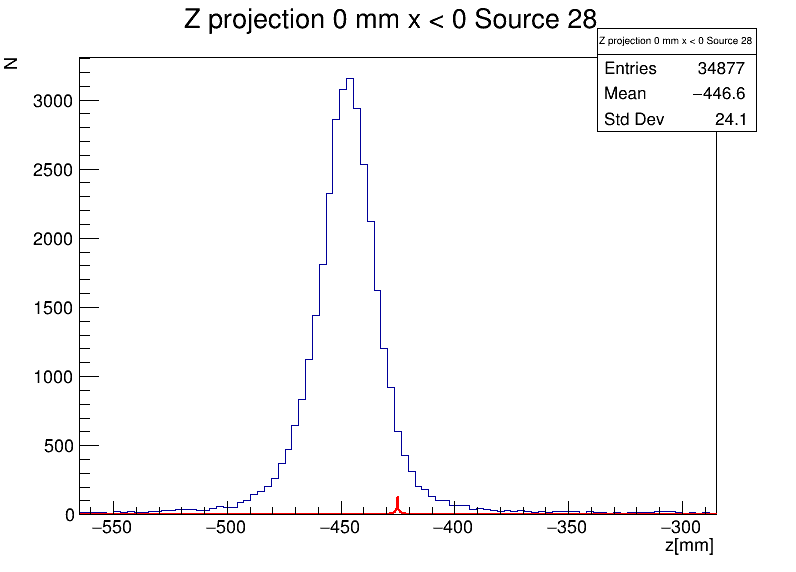 Z projection 0 mm x < 0 Source 28
Z projection 0 mm x < 0 Source 28
Entries 34877
Mean −446.6
Std Dev 24.1
N
3000
2500
2000
1500
1000
500
0
−550 −500 −450 −400 −350 −300
z[mm]